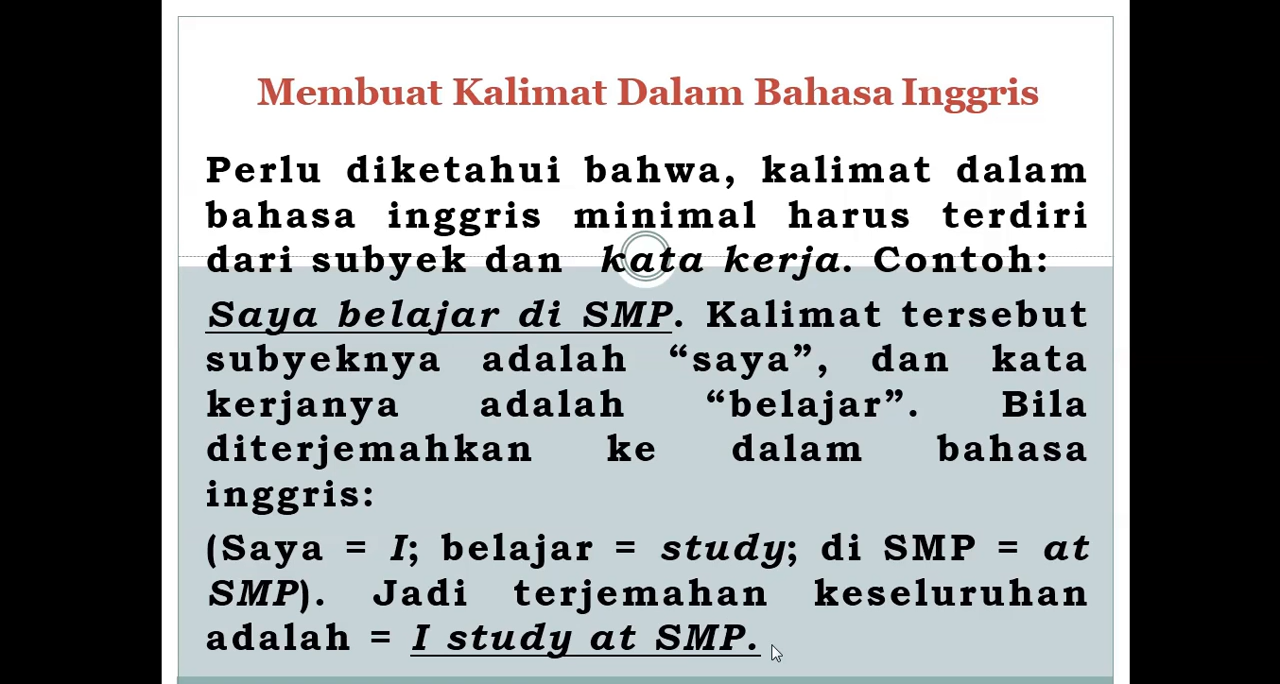 Membuat Kalimat Dalam Bahasa Inggris
Perlu diketahui bahwa, kalimat dalam
bahasa inggris minimal harus terdiri
dari subyek dan kata kerja. Contoh:
Saya belajar di SMP. Kalimat tersebut
subyeknya adalah “saya”, dan kata
kerjanya adalah “belajar”. Bila
diterjemahkan ke dalam bahasa
inggris:
(Saya = I; belajar = study; di SMP = at
SMP). Jadi terjemahan keseluruhan
adalah = I study at SMP.